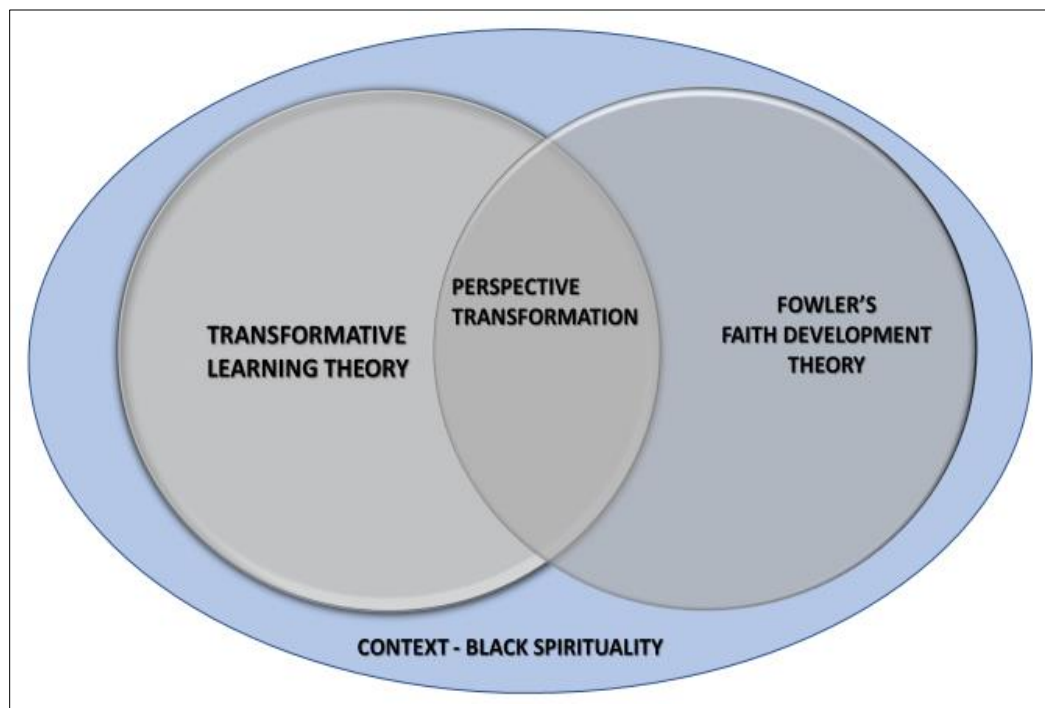 TRANSFORMATIVE
LEARNING THEORY
PERSPECTIVE
TRANSFORMATION
FOWLER'S
FAITH DEVELOPMENT
THEORY
CONTEXT - BLACK SPIRITUALITY